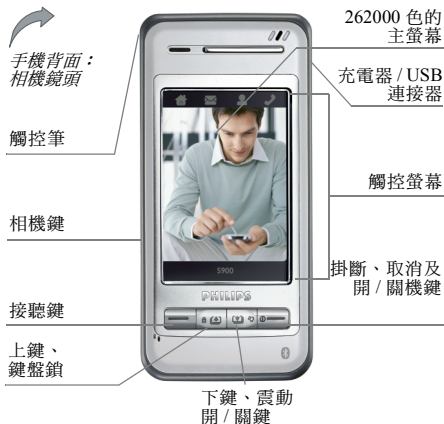 手機背面：
相機鏡頭
觸控筆
相機鍵
接聽鍵
上鍵、
鍵盤鎖
262000 色的
主螢幕
充電器 / USB
連接器
觸控螢幕
掛斷、取消及
開 / 關機鍵
下鍵、震動
開 / 關鍵
S900
PHILIPS